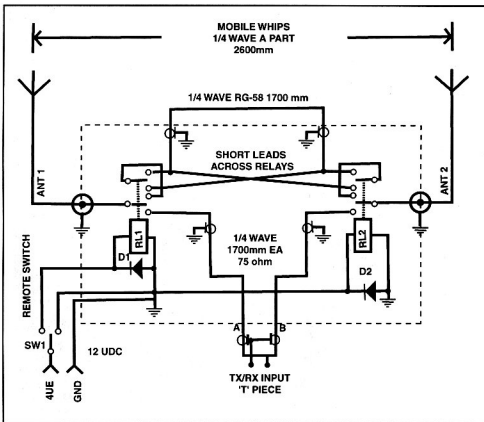 MOBILE WHIPS
1/4 WAVE A PART
2600mm
1/4 WAVE RG-58 1700 mm
SHORT LEADS
ACROSS RELAYS
ANT 1
ANT 2
RL1
RL2
1/4 WAVE
1700mm EA
75 ohm
D1
D2
REMOTE SWITCH
SW1
12 UDC
A
B
4UE
GND
TX/RX INPUT
'T' PIECE